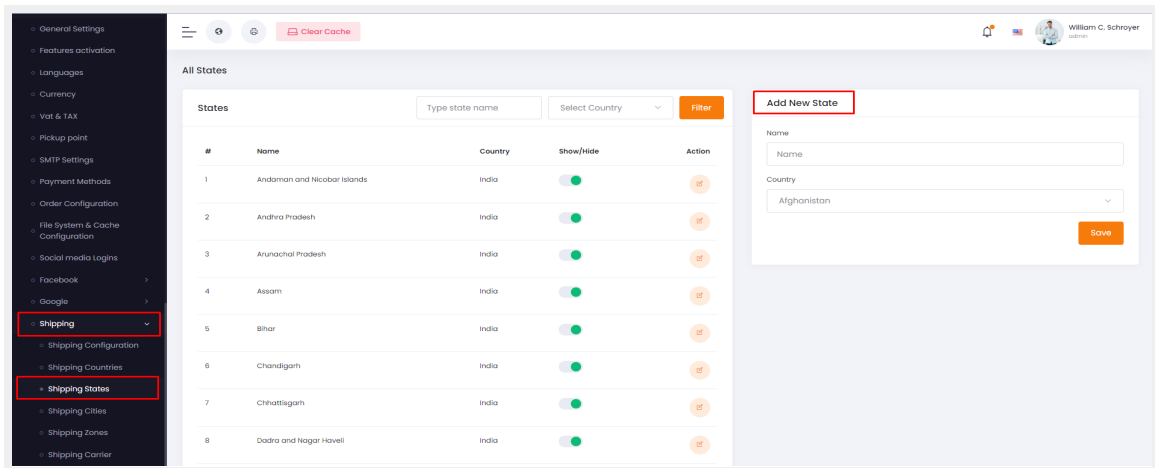 General Settings
Features activation
Languages
Currency
Vat & TAX
Pickup point
SMTP Settings
Payment Methods
Order Configuration
File System & Cache
Configuration
Social media Logins
Facebook
Google
Shipping
Shipping Configuration
Shipping Countries
Shipping States
Shipping Cities
Shipping Zones
Shipping Carrier
Clear Cache
William C. Schroyer
admin
All States
States
Type state name
Select Country
Filter
# Name Country Show/Hide Action
1 Andaman and Nicobar Islands India
2 Andhra Pradesh India
3 Arunachal Pradesh India
4 Assam India
5 Bihar India
6 Chandigarh India
7 Chhattisgarh India
8 Dadra and Nagar Haveli India
Add New State
Name
Name
Country
Afghanistan
Save